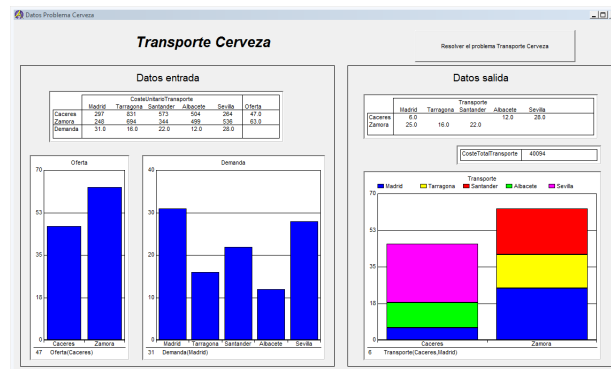 Datos Problema Cerveza
Transporte Cerveza
Resolver el problema Transporte Cerveza
Datos entrada
CosteUnitarioTransporte
Madrid Tarragona Santander Albacete Sevilla Oferta
Caceres 297 831 573 504 264 47.0
Zamora 248 694 344 499 536 63.0
Demanda 31.0 16.0 22.0 12.0 28.0
Oferta
70
53
35
18
0
Caceres Zamora
47 Oferta(Caceres)
Demanda
40
30
20
10
0
Madrid Tarragona Santander Albacete Sevilla
31 Demanda(Madrid)
Datos salida
Transporte
Madrid Tarragona Santander Albacete Sevilla
Caceres 6.0 12.0 28.0
Zamora 25.0 16.0 22.0
CosteTotalTransporte 40094
Transporte
Madrid Tarragona Santander Albacete Sevilla
70
53
35
18
0
Caceres Zamora
6 Transporte(Caceres,Madrid)